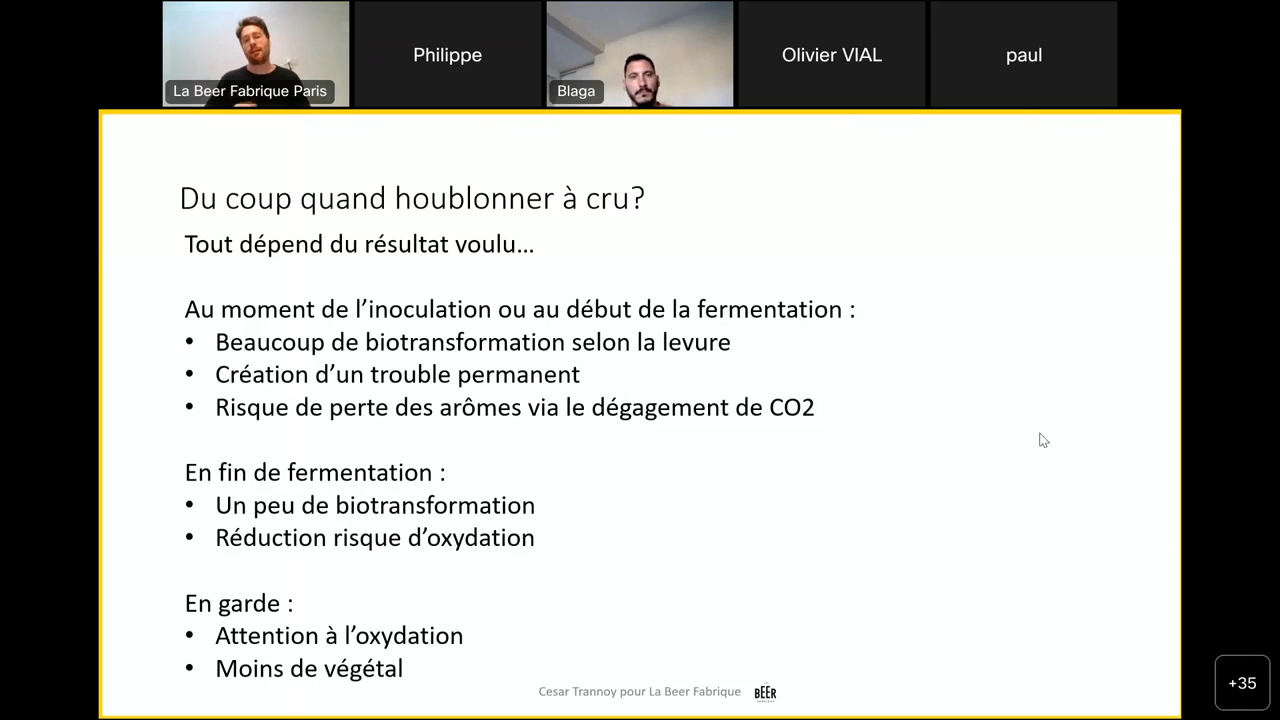 La Beer Fabrique Paris
Philippe
Blaga
Olivier VIAL
paul
Du coup quand houblonner à cru?
Tout dépend du résultat voulu…
Au moment de l’inoculation ou au début de la fermentation :
• Beaucoup de biotransformation selon la levure
• Création d’un trouble permanent
• Risque de perte des arômes via le dégagement de CO2
En fin de fermentation :
• Un peu de biotransformation
• Réduction risque d’oxydation
En garde :
• Attention à l’oxydation
• Moins de végétal
Cesar Trannoy pour La Beer Fabrique
BEER
+35